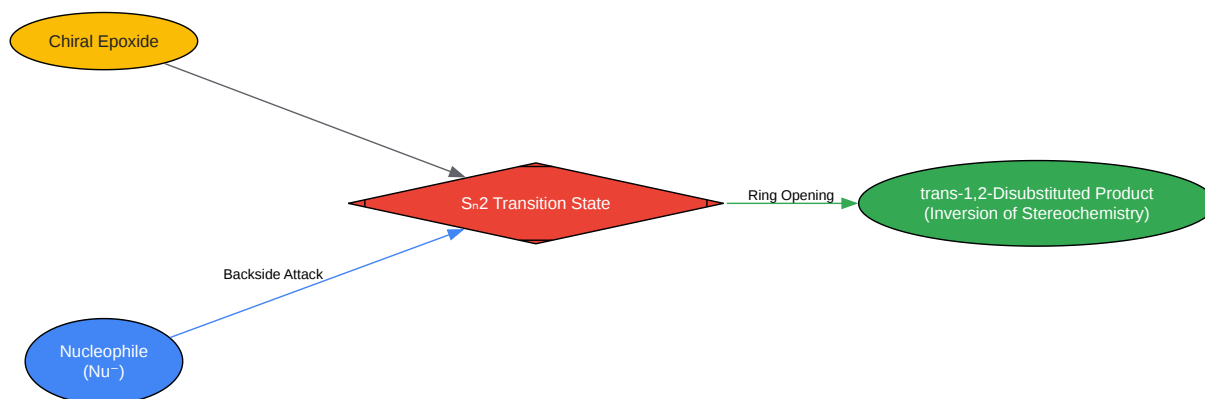 Chiral Epoxide
Sₙ2 Transition State
Ring Opening
trans-1,2-Disubstituted Product
(Inversion of Stereochemistry)
Backside Attack
Nucleophile
(Nu⁻)